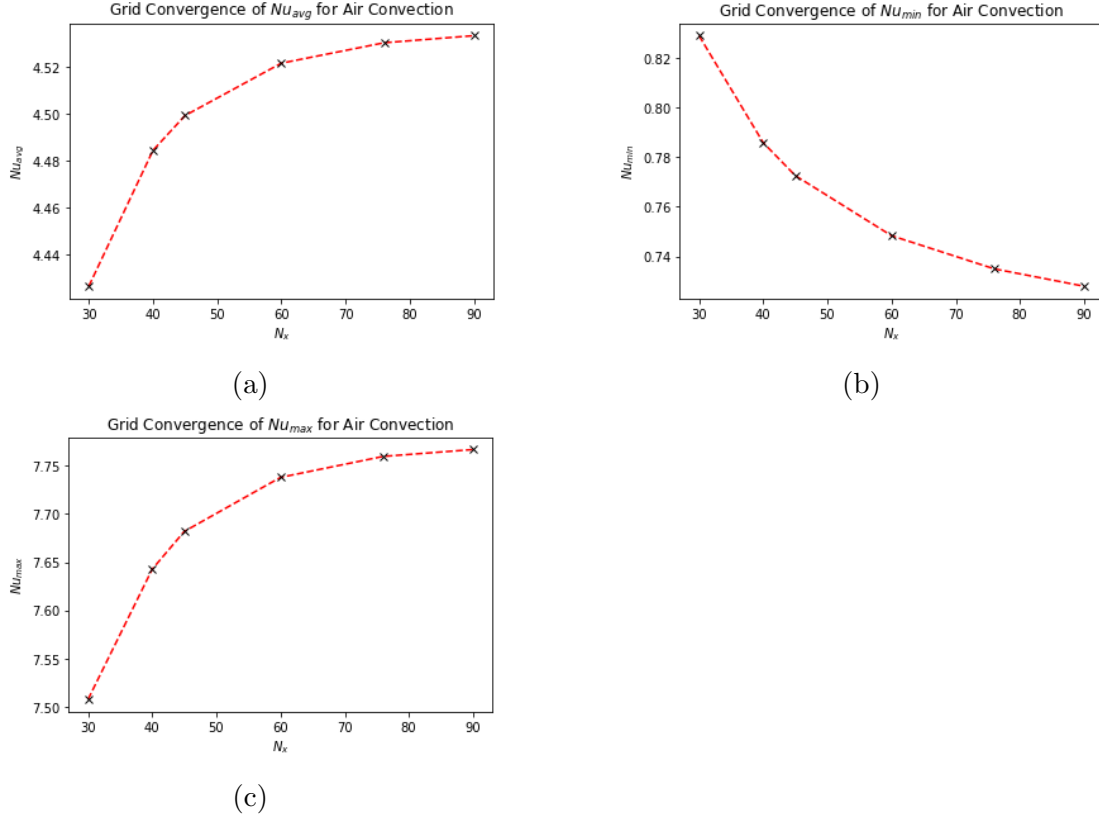 Grid Convergence of Nu_avg for Air Convection
4.52
4.50
4.48
4.46
4.44
Nu_avg
30 40 50 60 70 80 90
N_x
(a)
Grid Convergence of Nu_min for Air Convection
0.82
0.80
0.78
0.76
0.74
Nu_min
30 40 50 60 70 80 90
N_x
(b)
Grid Convergence of Nu_max for Air Convection
7.75
7.70
7.65
7.60
7.55
7.50
Nu_max
30 40 50 60 70 80 90
N_x
(c)